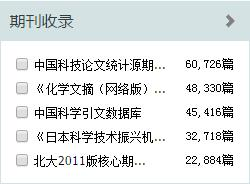 期刊收录
中国科技论文统计源期... 60,726篇
《化学文摘（网络版）... 48,330篇
中国科学引文数据库 45,416篇
《日本科学技术振兴机... 32,718篇
北大2011版核心期... 22,884篇